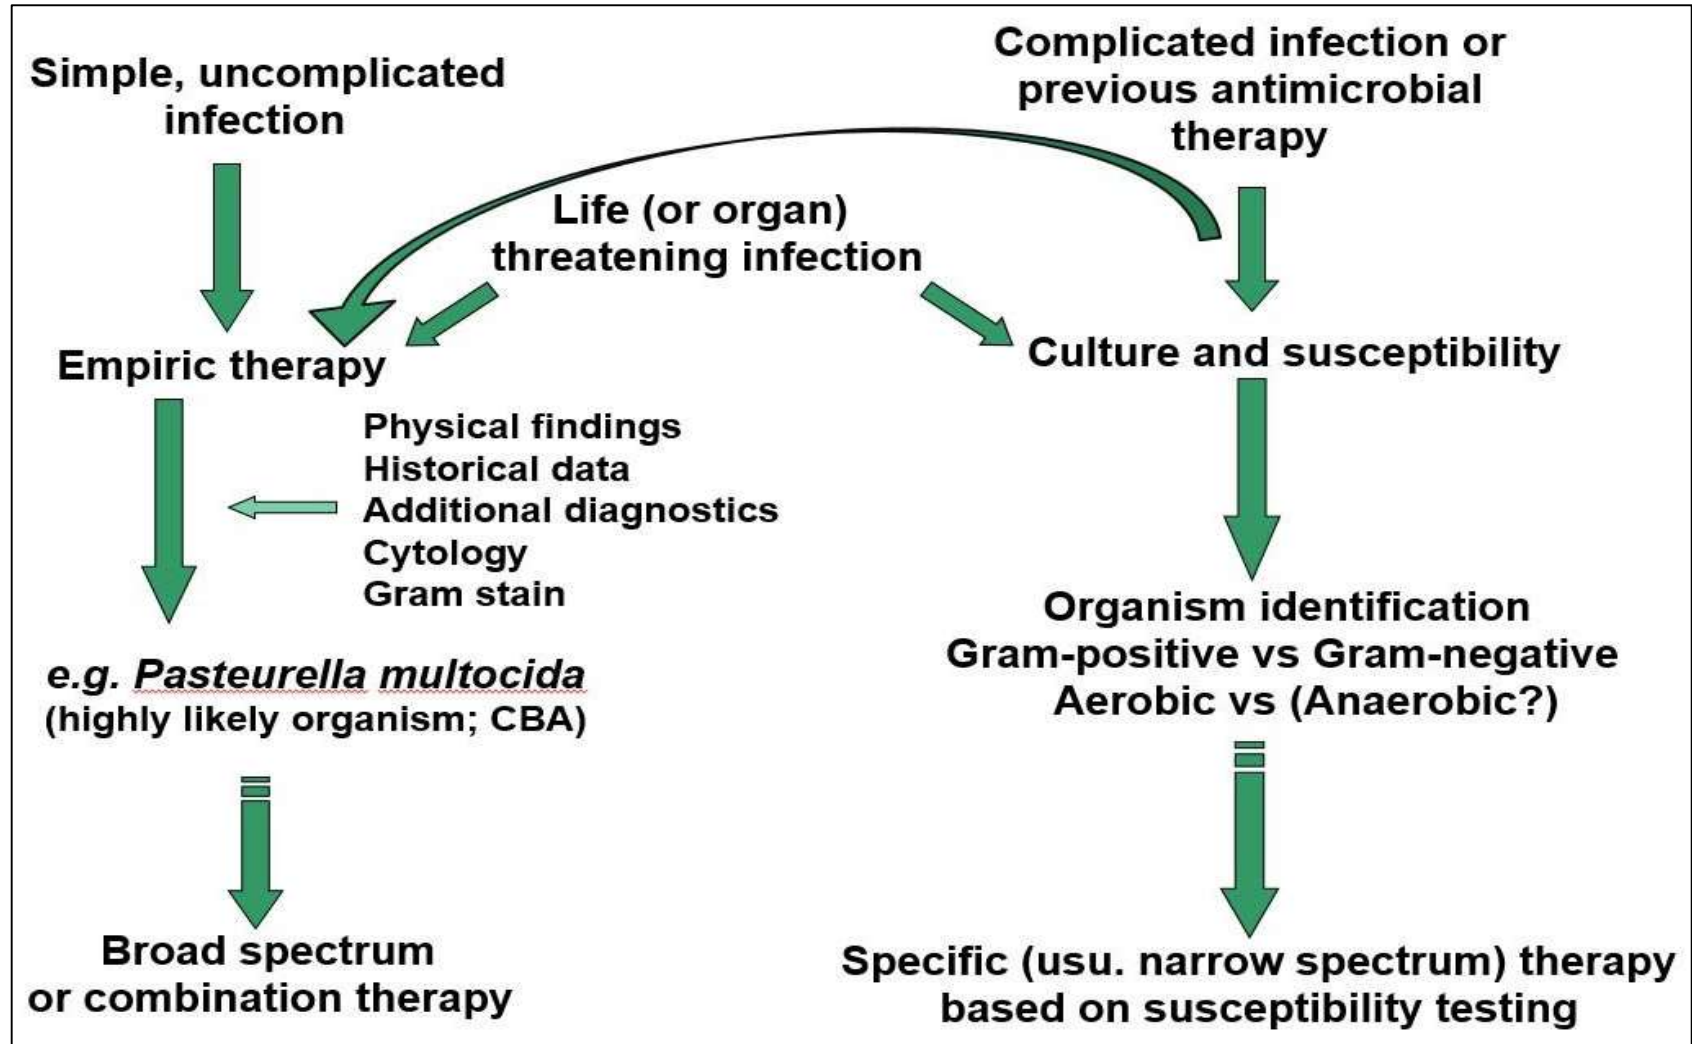 Simple, uncomplicated
infection
Complicated infection or
previous antimicrobial
therapy
Life (or organ)
threatening infection
Empiric therapy
Culture and susceptibility
Physical findings
Historical data
Additional diagnostics
Cytology
Gram stain
e.g. Pasteurella multocida
(highly likely organism; CBA)
Organism identification
Gram-positive vs Gram-negative
Aerobic vs (Anaerobic?)
Broad spectrum
or combination therapy
Specific (usu. narrow spectrum) therapy
based on susceptibility testing